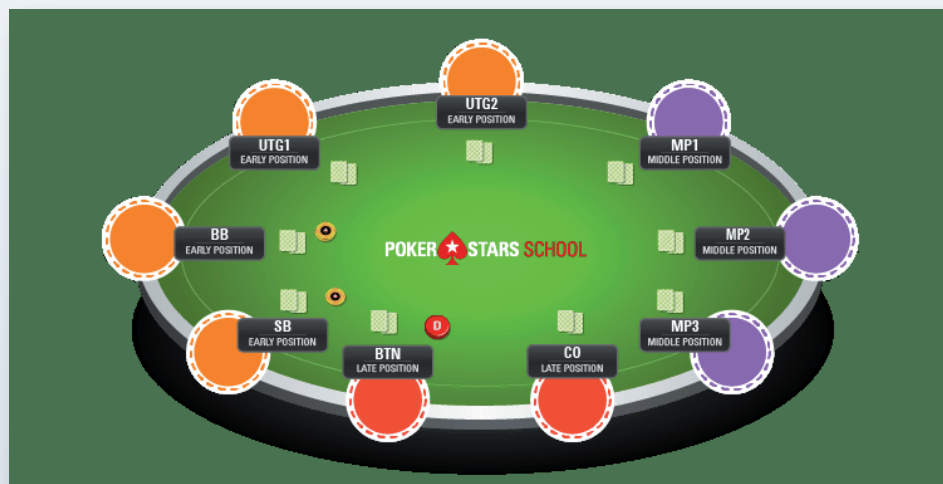 UTG2
EARLY POSITION
UTG1
EARLY POSITION
MP1
MIDDLE POSITION
BB
EARLY POSITION
POKER STARS SCHOOL
MP2
MIDDLE POSITION
SB
EARLY POSITION
D
MP3
MIDDLE POSITION
BTN
LATE POSITION
CO
LATE POSITION